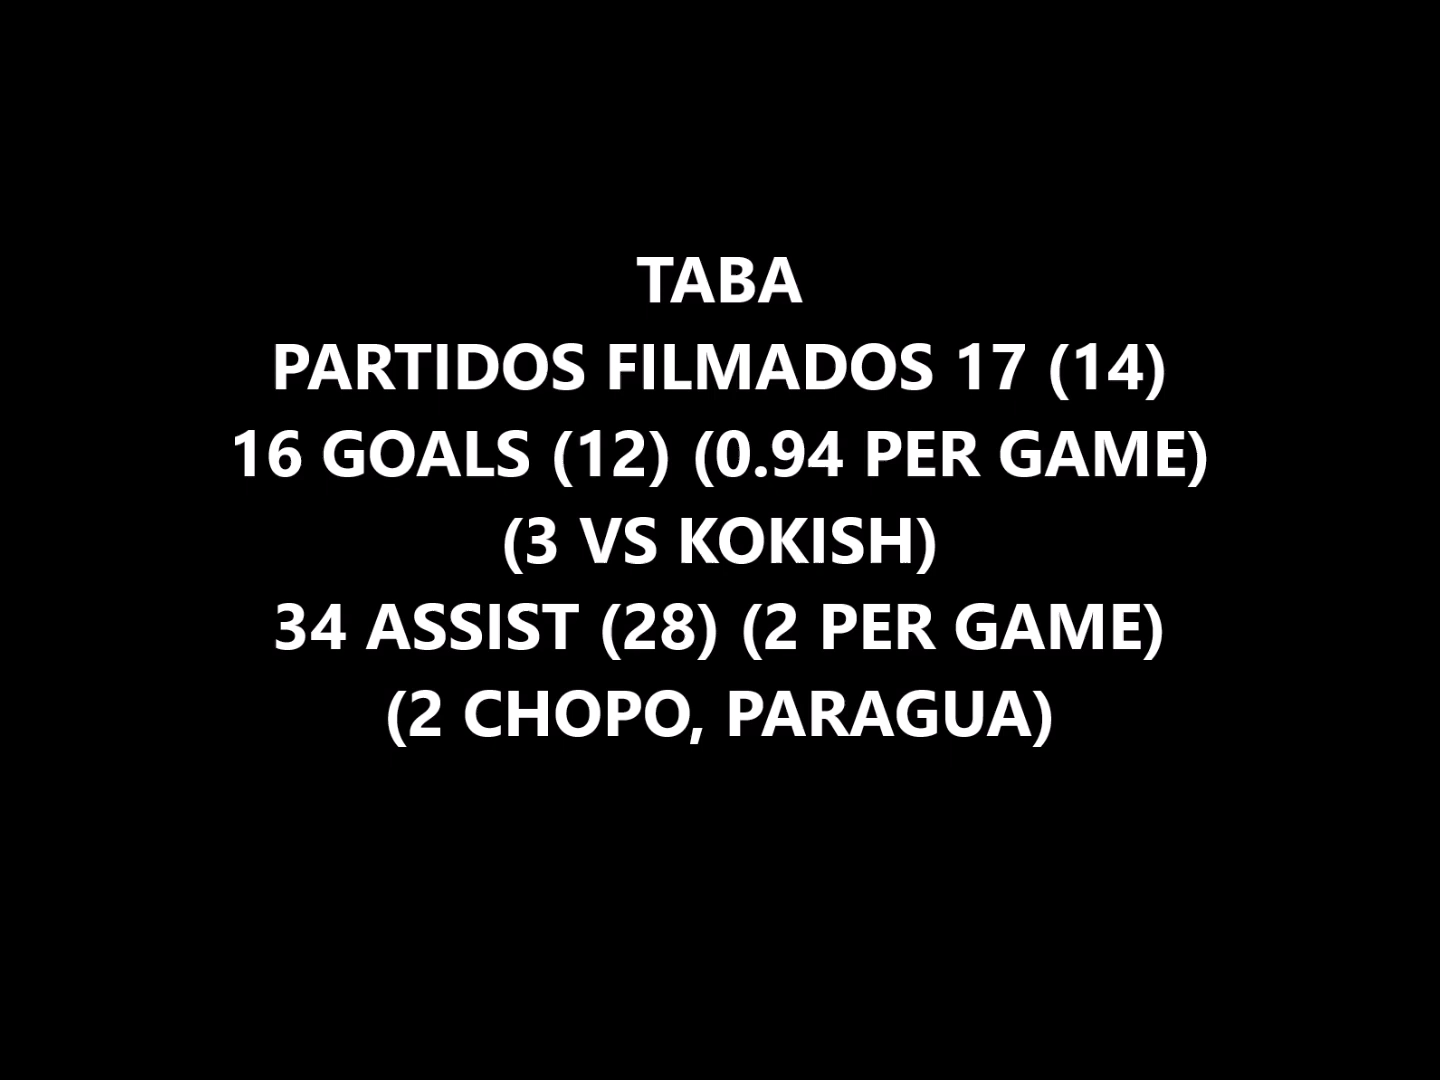 TABA
PARTIDOS FILMADOS 17 (14)
16 GOALS (12) (0.94 PER GAME)
(3 VS KOKISH)
34 ASSIST (28) (2 PER GAME)
(2 CHOPO, PARAGUA)